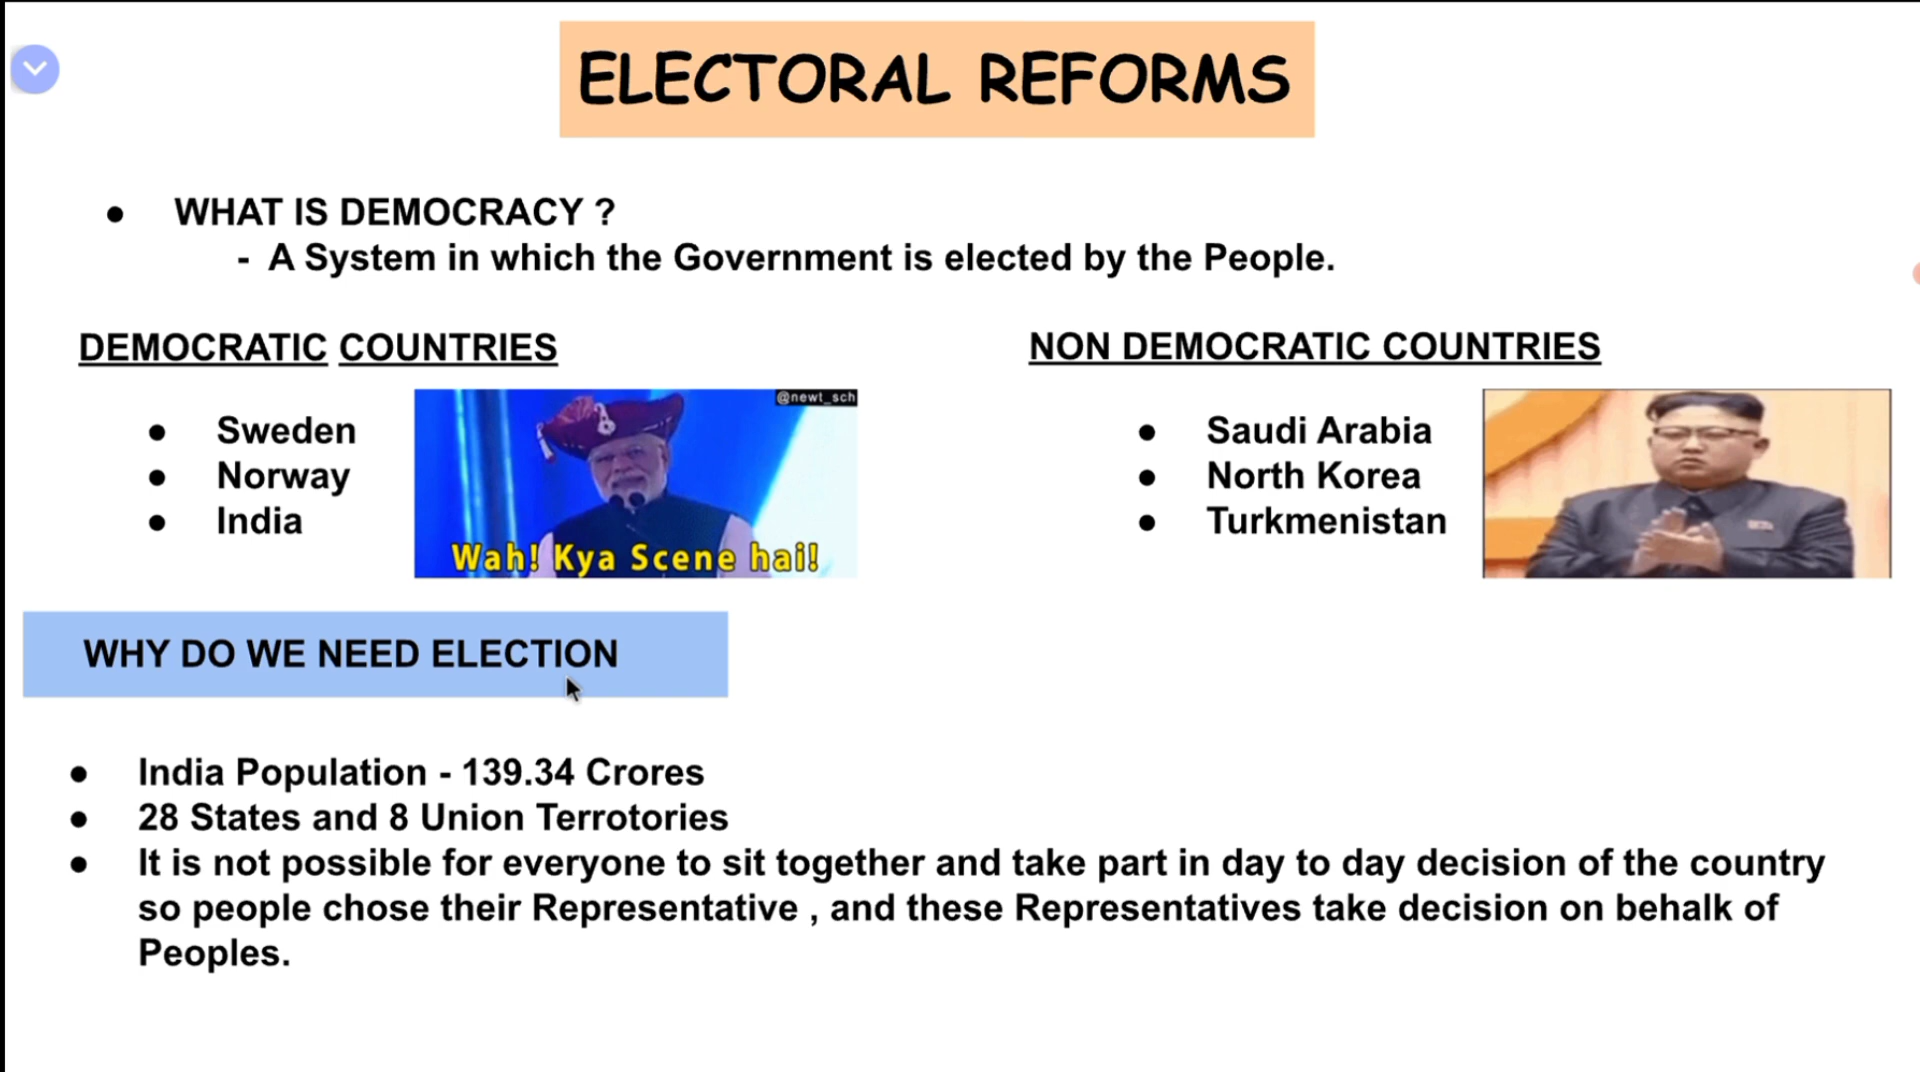 ELECTORAL REFORMS
● WHAT IS DEMOCRACY ?
- A System in which the Government is elected by the People.
DEMOCRATIC COUNTRIES
● Sweden
● Norway
● India
@newt_sch
Wah! Kya Scene hai!
NON DEMOCRATIC COUNTRIES
● Saudi Arabia
● North Korea
● Turkmenistan
WHY DO WE NEED ELECTION
● India Population - 139.34 Crores
● 28 States and 8 Union Terrotories
● It is not possible for everyone to sit together and take part in day to day decision of the country
so people chose their Representative , and these Representatives take decision on behalk of
Peoples.